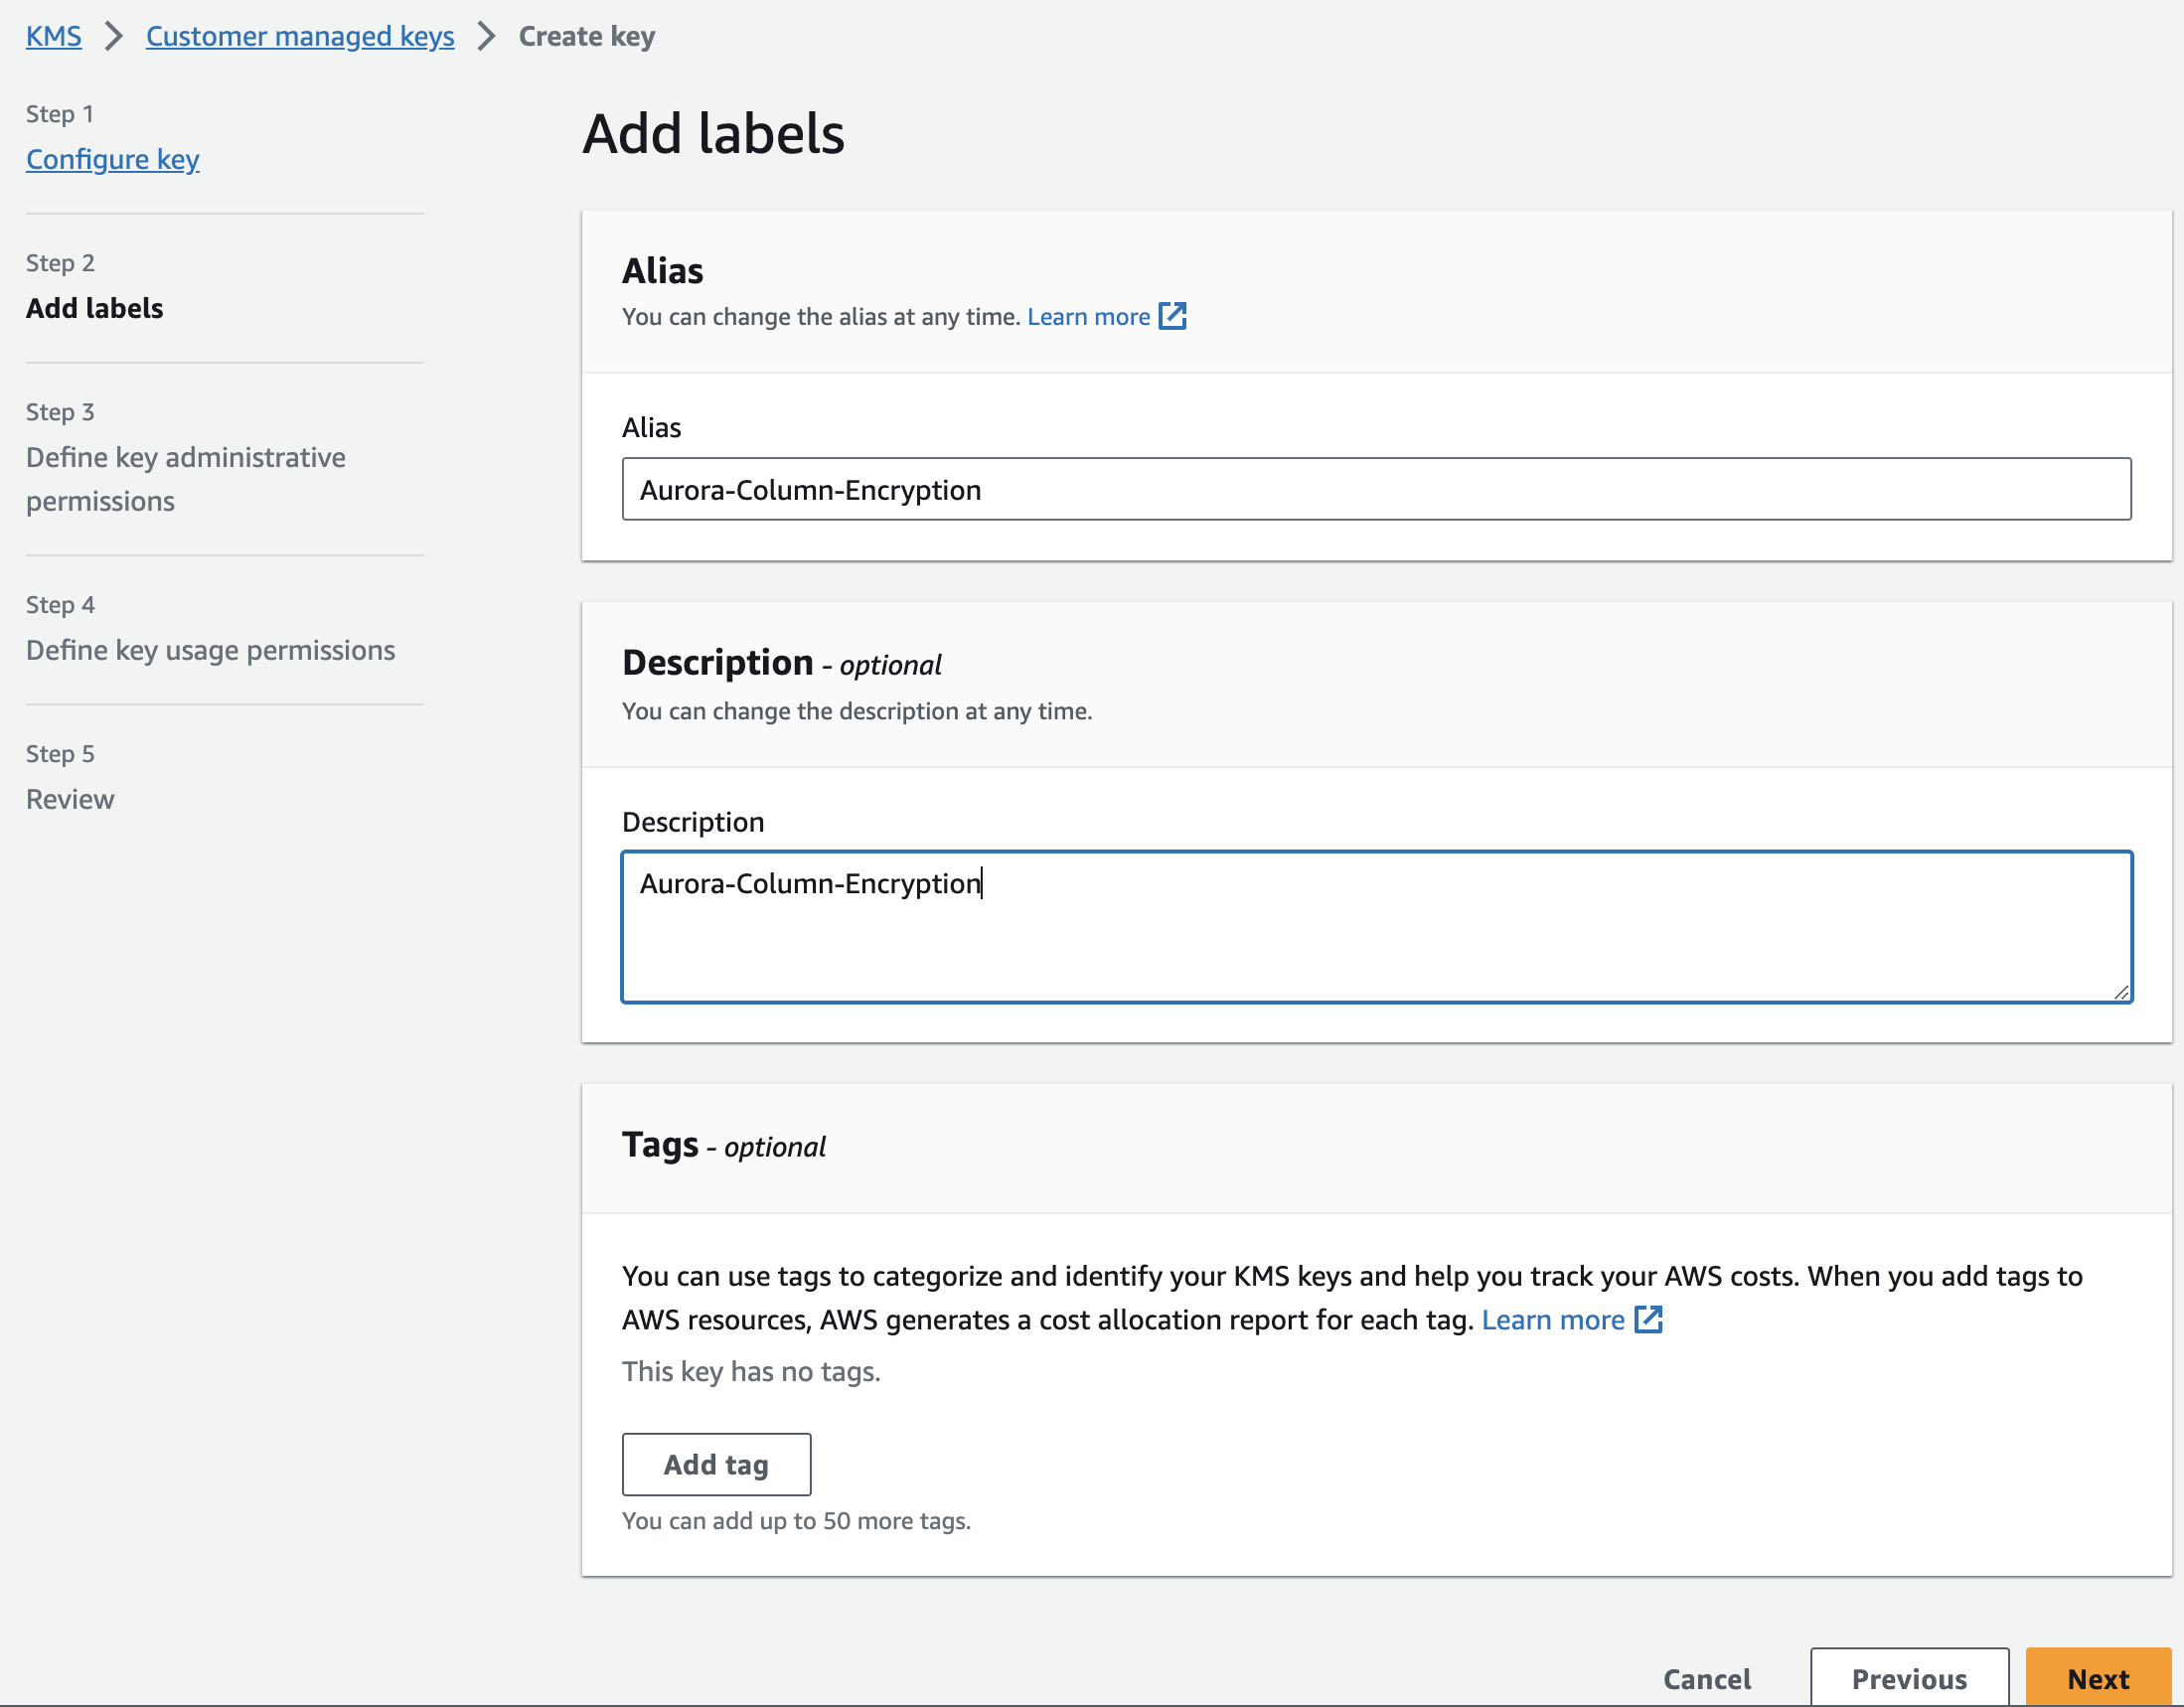 KMS > Customer managed keys > Create key
Step 1
Configure key
Step 2
Add labels
Step 3
Define key administrative
permissions
Step 4
Define key usage permissions
Step 5
Review
Add labels
Alias
You can change the alias at any time. Learn more
Alias
Aurora-Column-Encryption
Description - optional
You can change the description at any time.
Description
Aurora-Column-Encryption
Tags - optional
You can use tags to categorize and identify your KMS keys and help you track your AWS costs. When you add tags to
AWS resources, AWS generates a cost allocation report for each tag. Learn more
This key has no tags.
Add tag
You can add up to 50 more tags.
Cancel Previous Next